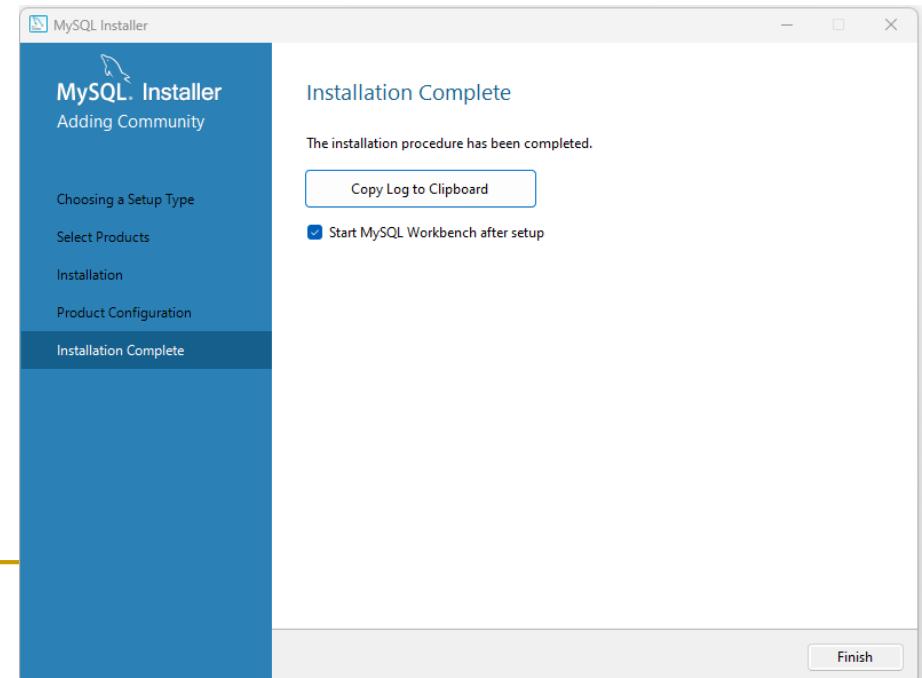 MySQL Installer
MySQL. Installer
Adding Community
Choosing a Setup Type
Select Products
Installation
Product Configuration
Installation Complete
Installation Complete
The installation procedure has been completed.
Copy Log to Clipboard
Start MySQL Workbench after setup
Finish